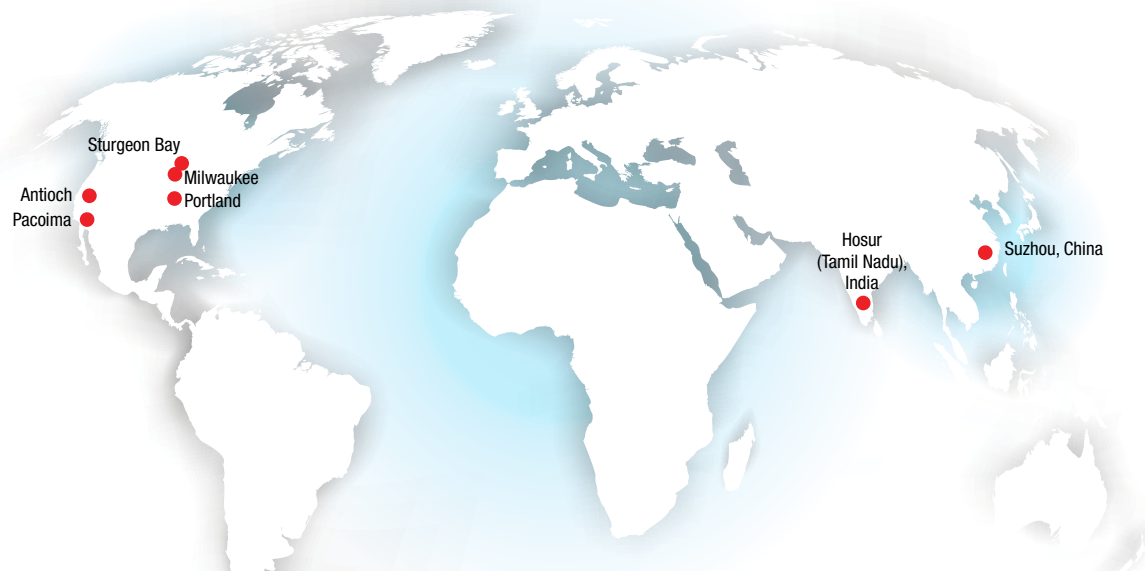 Sturgeon Bay
Milwaukee
Antioch
Portland
Pacoima
Hosur
(Tamil Nadu),
India
Suzhou, China